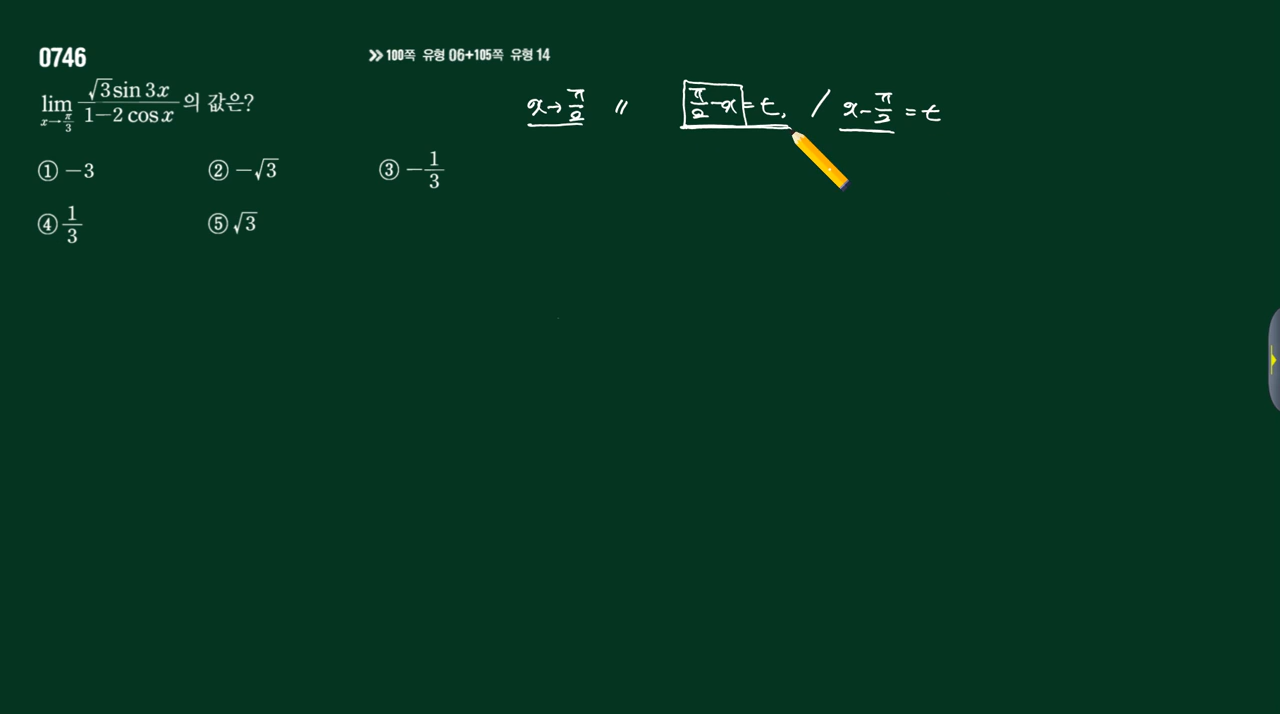 0746
≫ 100쪽 유형 06+105쪽 유형 14
lim_{x→π/3} √3 sin 3x / (1−2 cos x) 의 값은?
① −3 ② −√3 ③ −1/3
④ 1/3 ⑤ √3
x→π/2 〃 π/2−x=t. / x−π/2=t